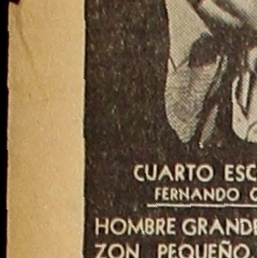 CUARTO ESC
FERNANDO
HOMBRE GRANDE
ZON PEQUEÑO.